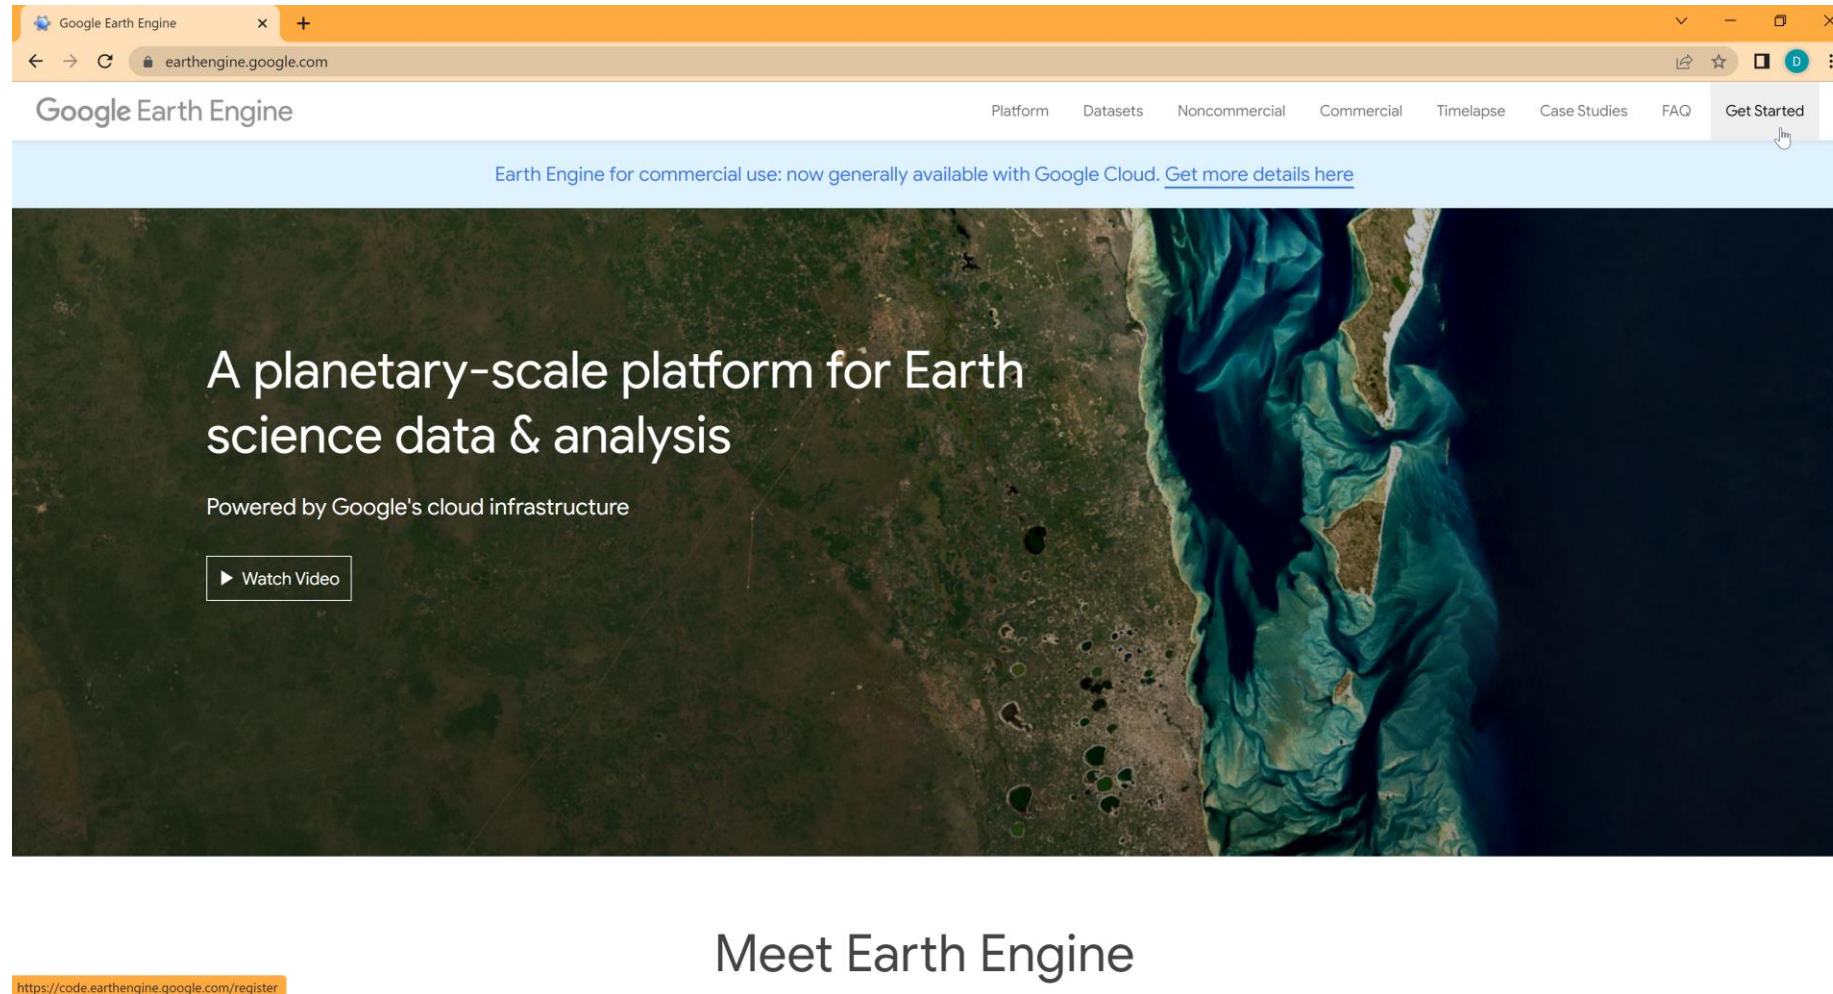 Google Earth Engine
earthengine.google.com
D
Google Earth Engine
Platform Datasets Noncommercial Commercial Timelapse Case Studies FAQ Get Started
Earth Engine for commercial use: now generally available with Google Cloud. Get more details here
A planetary-scale platform for Earth
science data & analysis
Powered by Google's cloud infrastructure
Watch Video
Meet Earth Engine
https://code.earthengine.google.com/register